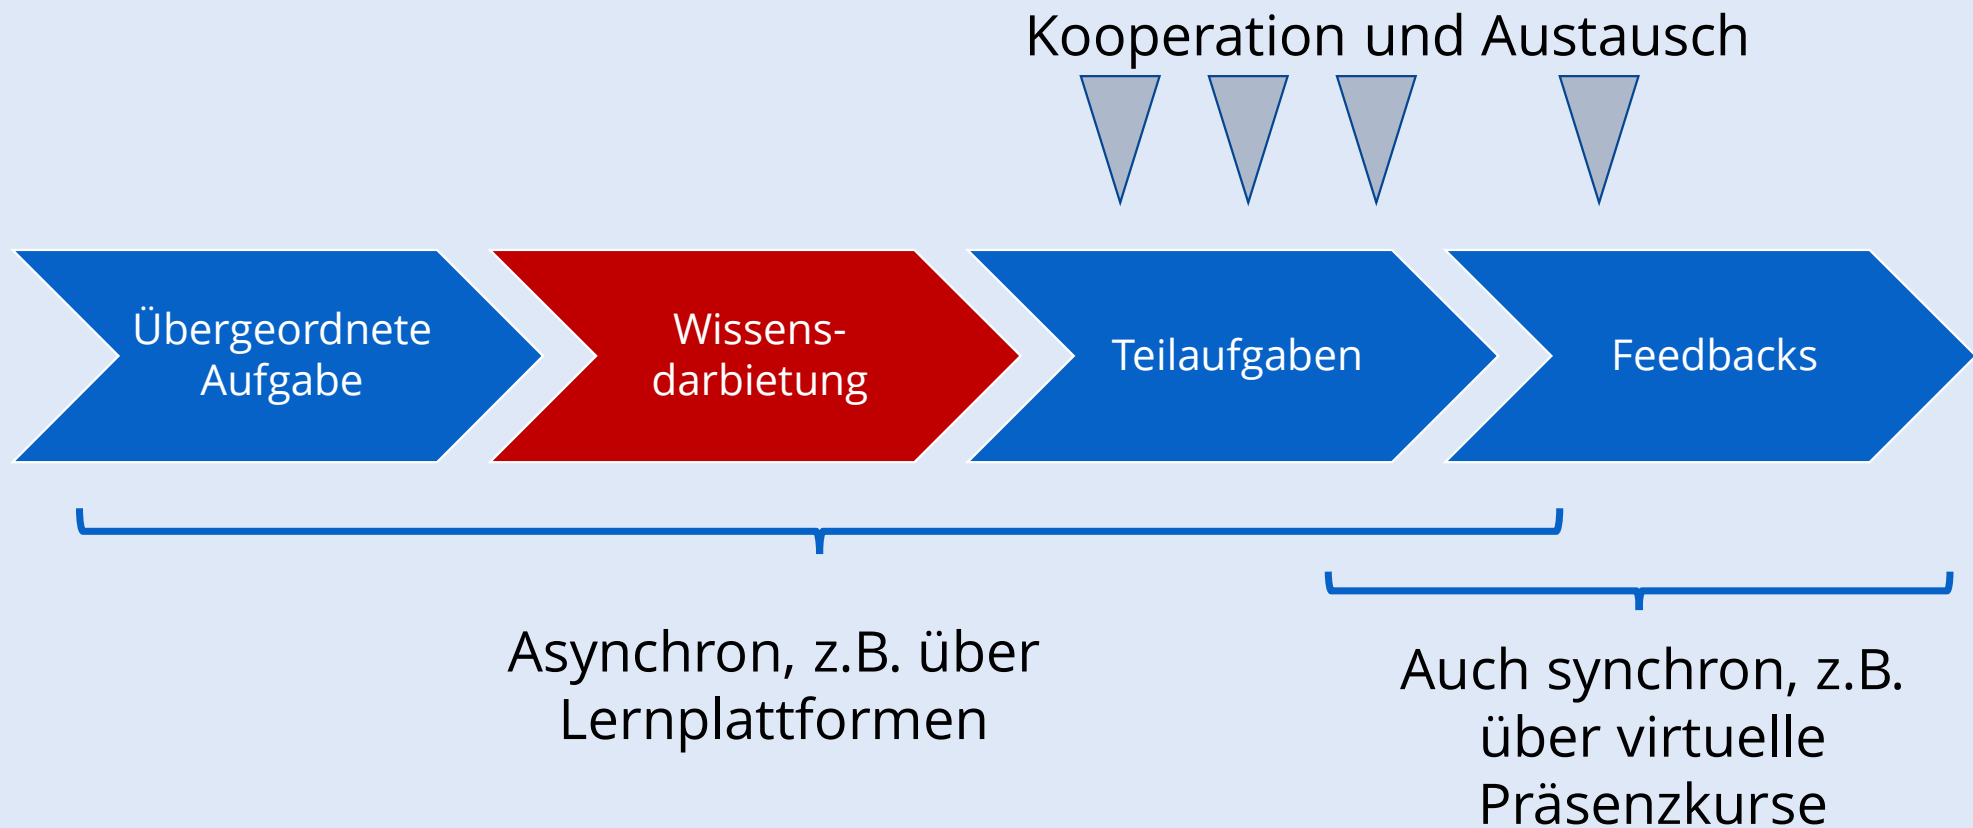 Kooperation und Austausch
Übergeordnete
Aufgabe
Wissens-
darbietung
Teilaufgaben
Feedbacks
Asynchron, z.B. über
Lernplattformen
Auch synchron, z.B.
über virtuelle
Präsenzkurse